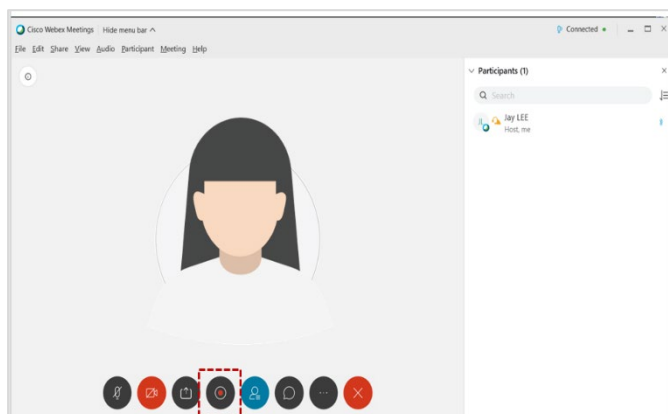 Cisco Webex Meetings | Hide menu bar
Connected
File Edit Share View Audio Participant Meeting Help
Participants (1)
Search
Jay LEE
Host, me